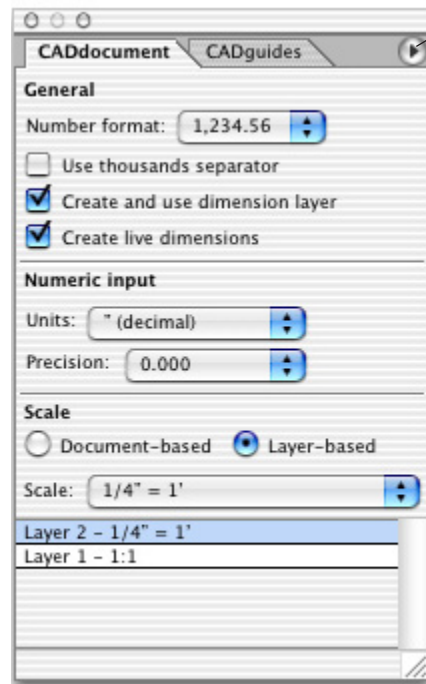 CADdocument CADguides
General
Number format: 1,234.56
Use thousands separator
Create and use dimension layer
Create live dimensions
Numeric input
Units: " (decimal)
Precision: 0.000
Scale
Document-based Layer-based
Scale: 1/4" = 1'
Layer 2 - 1/4" = 1'
Layer 1 - 1:1